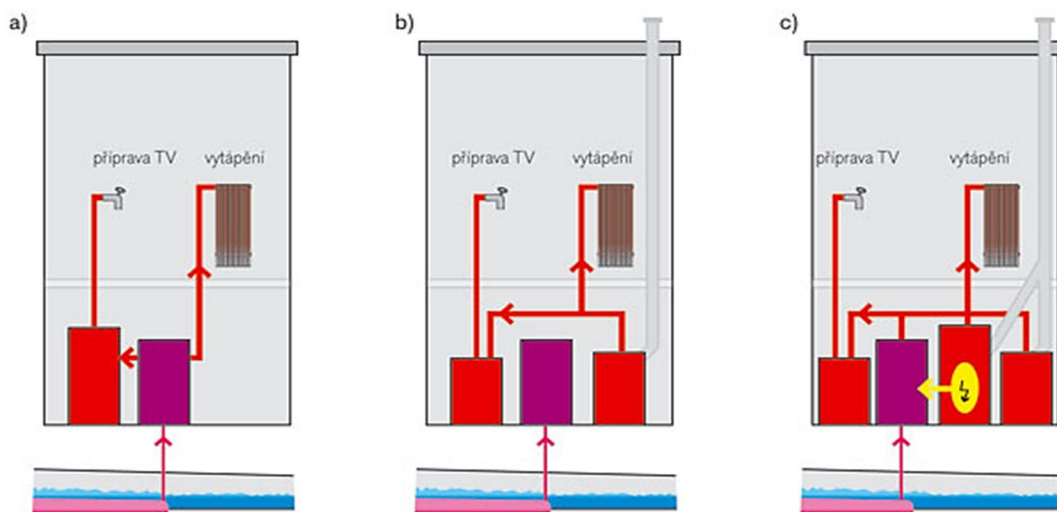 a)
b)
c)
příprava TV
vytápění
příprava TV
vytápění
příprava TV
vytápění